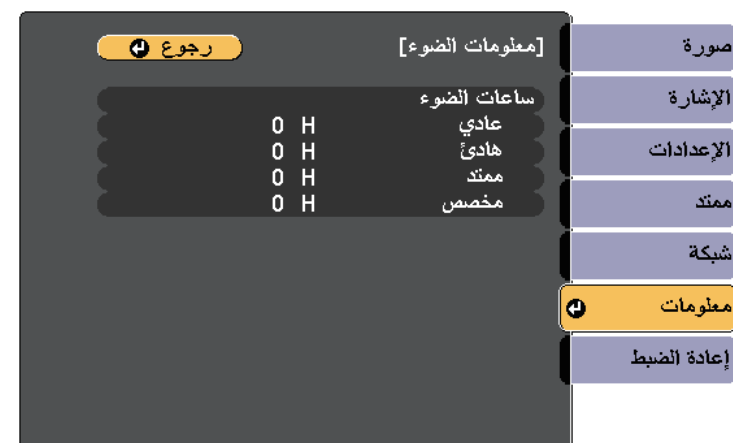 [معلومات الضوء] رجوع
ساعات الضوء
عادي 0 H
هادئ 0 H
ممتد 0 H
مخصص 0 H
صورة
الإشارة
الإعدادات
ممتد
شبكة
معلومات
إعادة الضبط